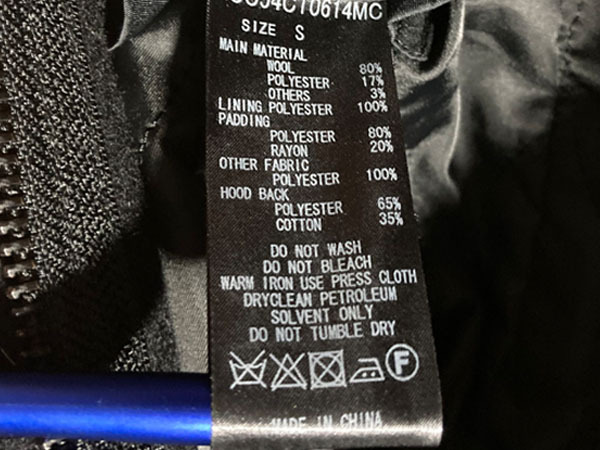 SIZE S
MAIN MATERIAL
WOOL 80%
POLYESTER 17%
OTHERS 3%
LINING POLYESTER 100%
PADDING
POLYESTER 80%
RAYON 20%
OTHER FABRIC
POLYESTER 100%
HOOD BACK
POLYESTER 65%
COTTON 35%
DO NOT WASH
DO NOT BLEACH
WARM IRON USE PRESS CLOTH
DRYCLEAN PETROLEUM
SOLVENT ONLY
DO NOT TUMBLE DRY
F
MADE IN CHINA